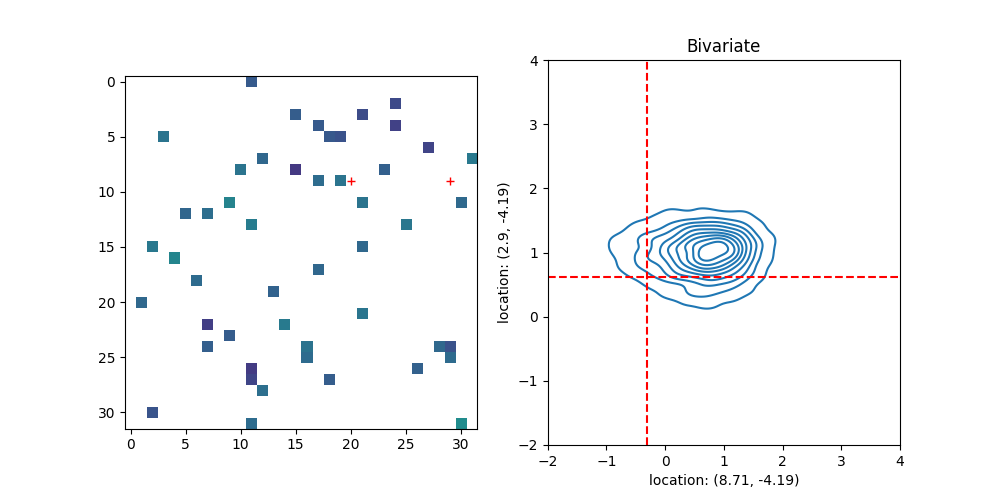 Bivariate
0
5
10
15
20
25
30
0 5 10 15 20 25 30
location: (2.9, -4.19)
4
3
2
1
0
−1
−2
−2 −1 0 1 2 3 4
location: (8.71, -4.19)